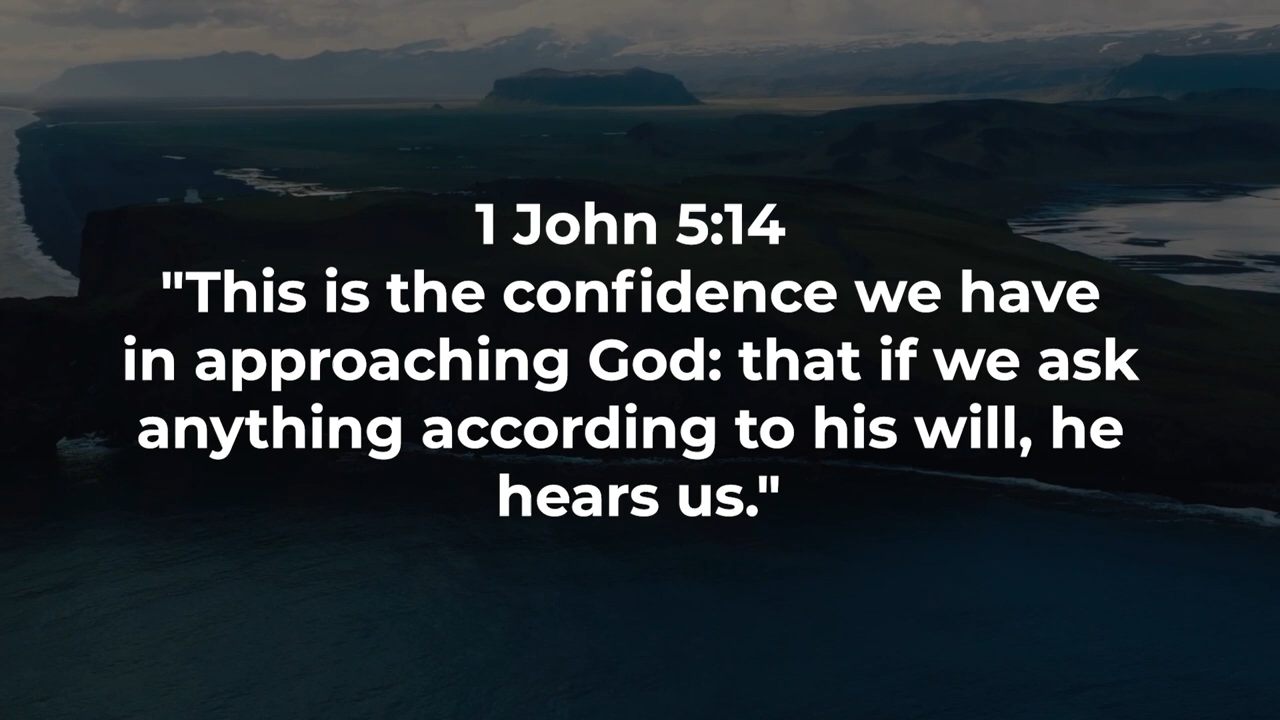 1 John 5:14
"This is the confidence we have
in approaching God: that if we ask
anything according to his will, he
hears us."